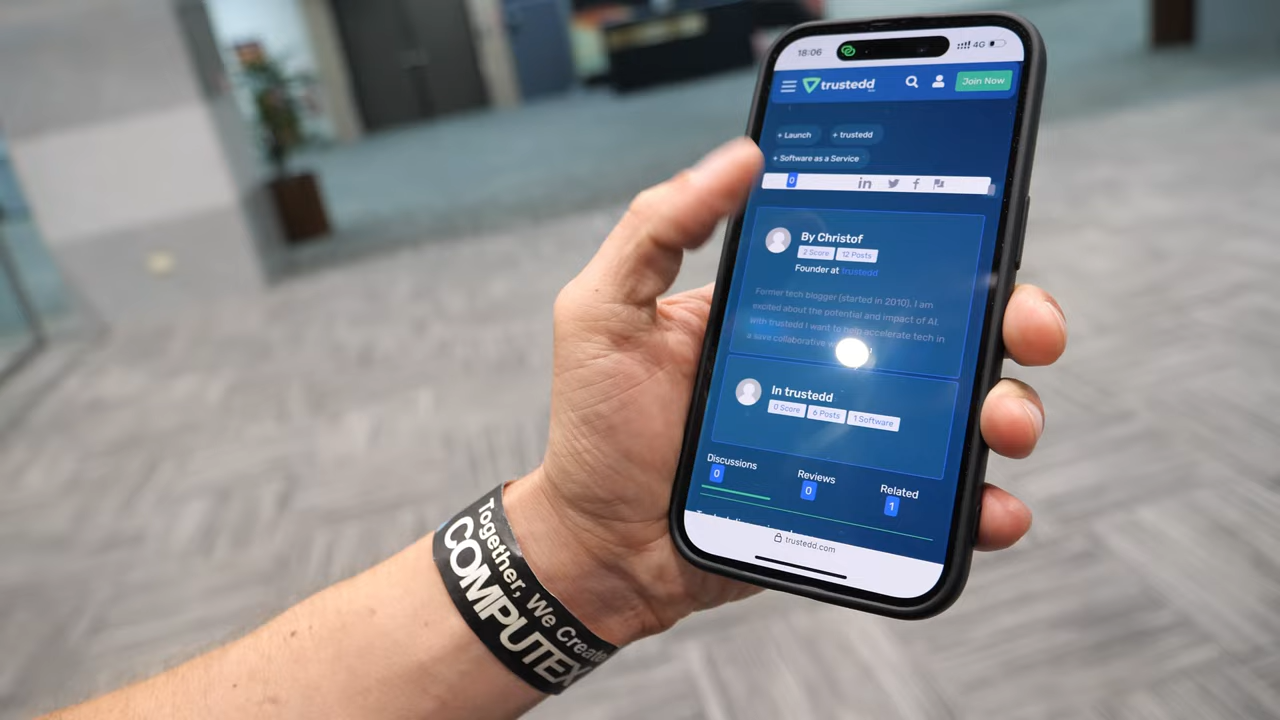 18:06
4G
trustedd
Join Now
+ Launch
+ trustedd
+ Software as a Service
0
in
By Christof
2 Score
12 Posts
Founder at trustedd
Former tech blogger (started in 2010), I am
excited about the potential and impact of AI.
With trustedd I want to help accelerate tech in
a save collaborative
In trustedd
0 Score
6 Posts
1 Software
Discussions
0
Reviews
0
Related
1
trustedd.com
Together, We Create
COMPUTEX